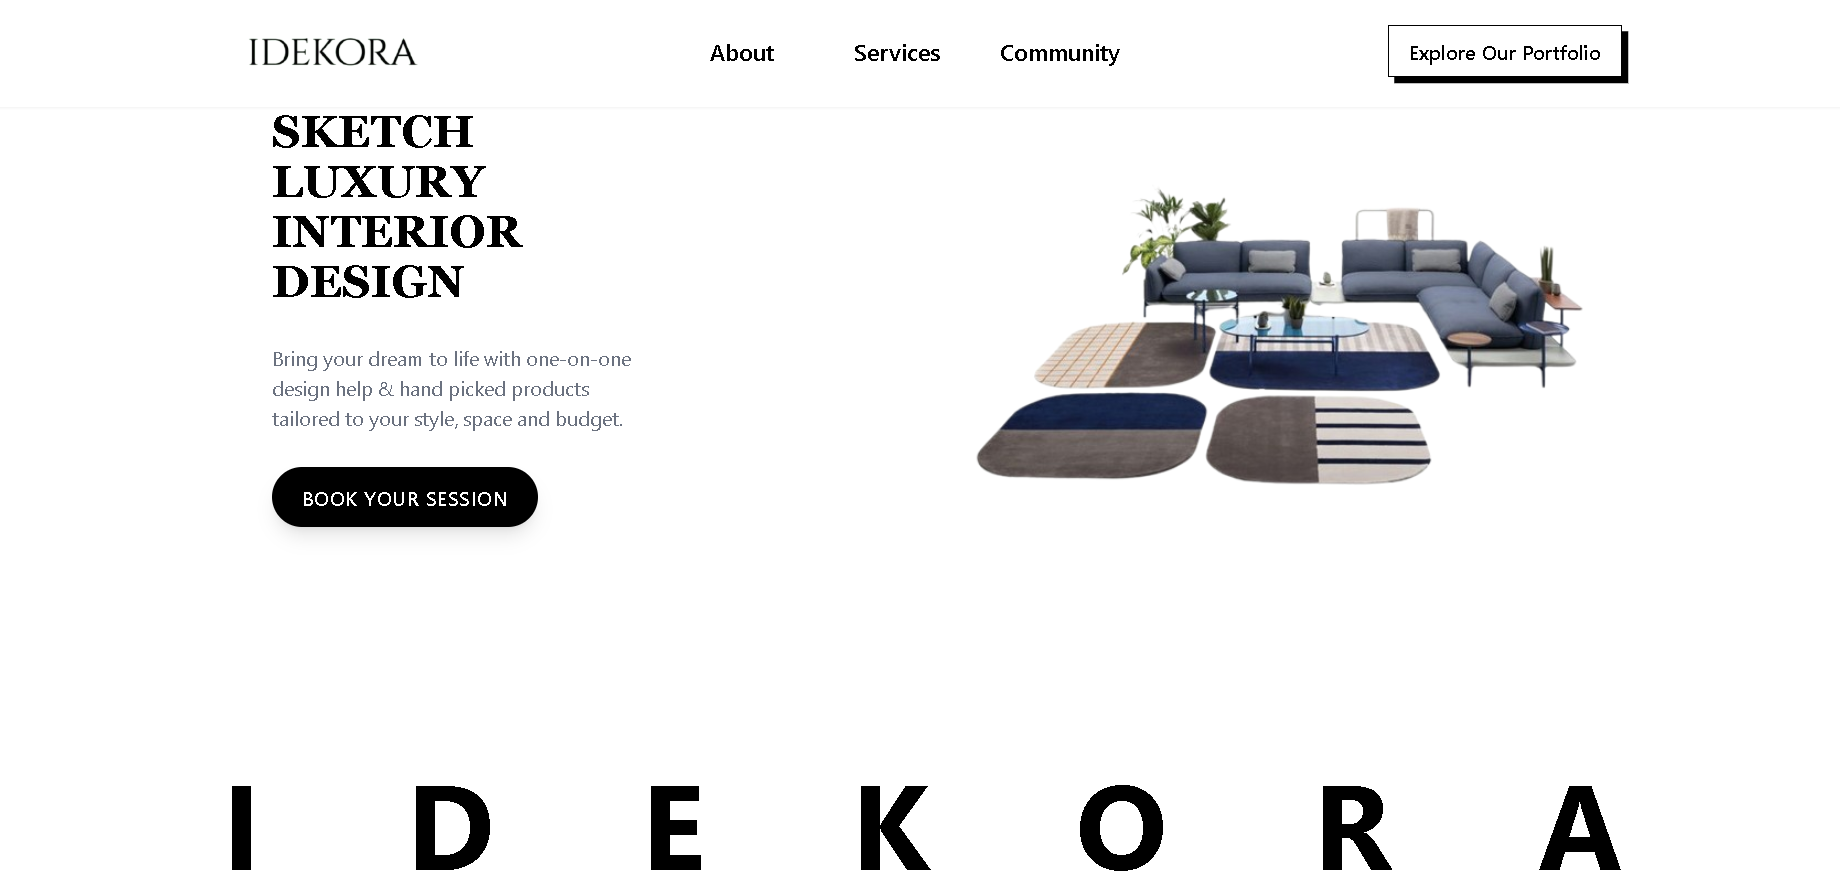 IDEKORA
About
Services
Community
Explore Our Portfolio
SKETCH
LUXURY
INTERIOR
DESIGN
Bring your dream to life with one-on-one
design help & hand picked products
tailored to your style, space and budget.
BOOK YOUR SESSION
I D E K O R A